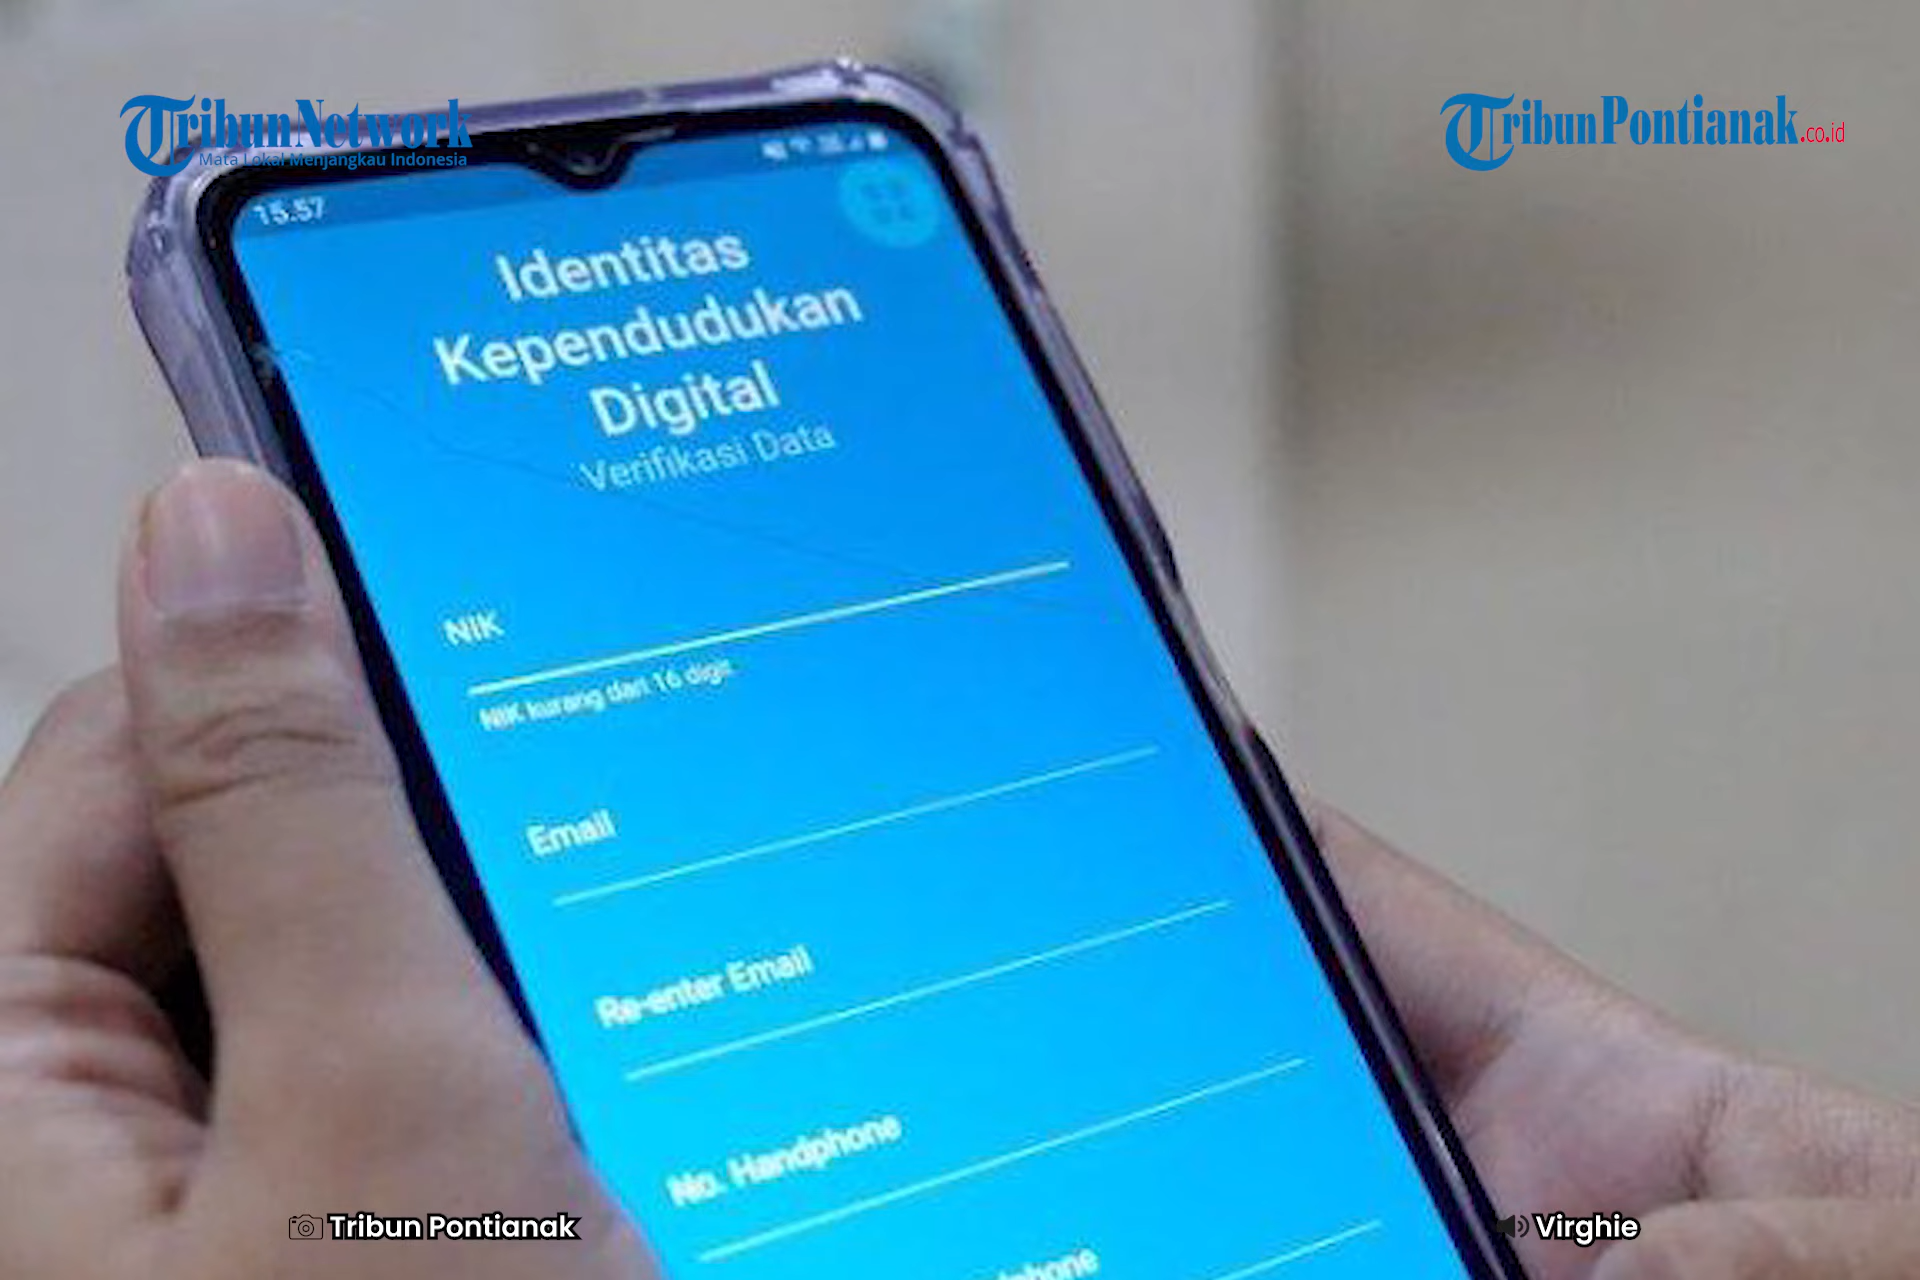 TribunNetwork
Mata Lokal Menjangkau Indonesia
TribunPontianak.co.id
15.57
Identitas
Kependudukan
Digital
Verifikasi Data
NIK
NIK kurang dari 16 digit
Email
Re-enter Email
No. Handphone
Tribun Pontianak
Virghie